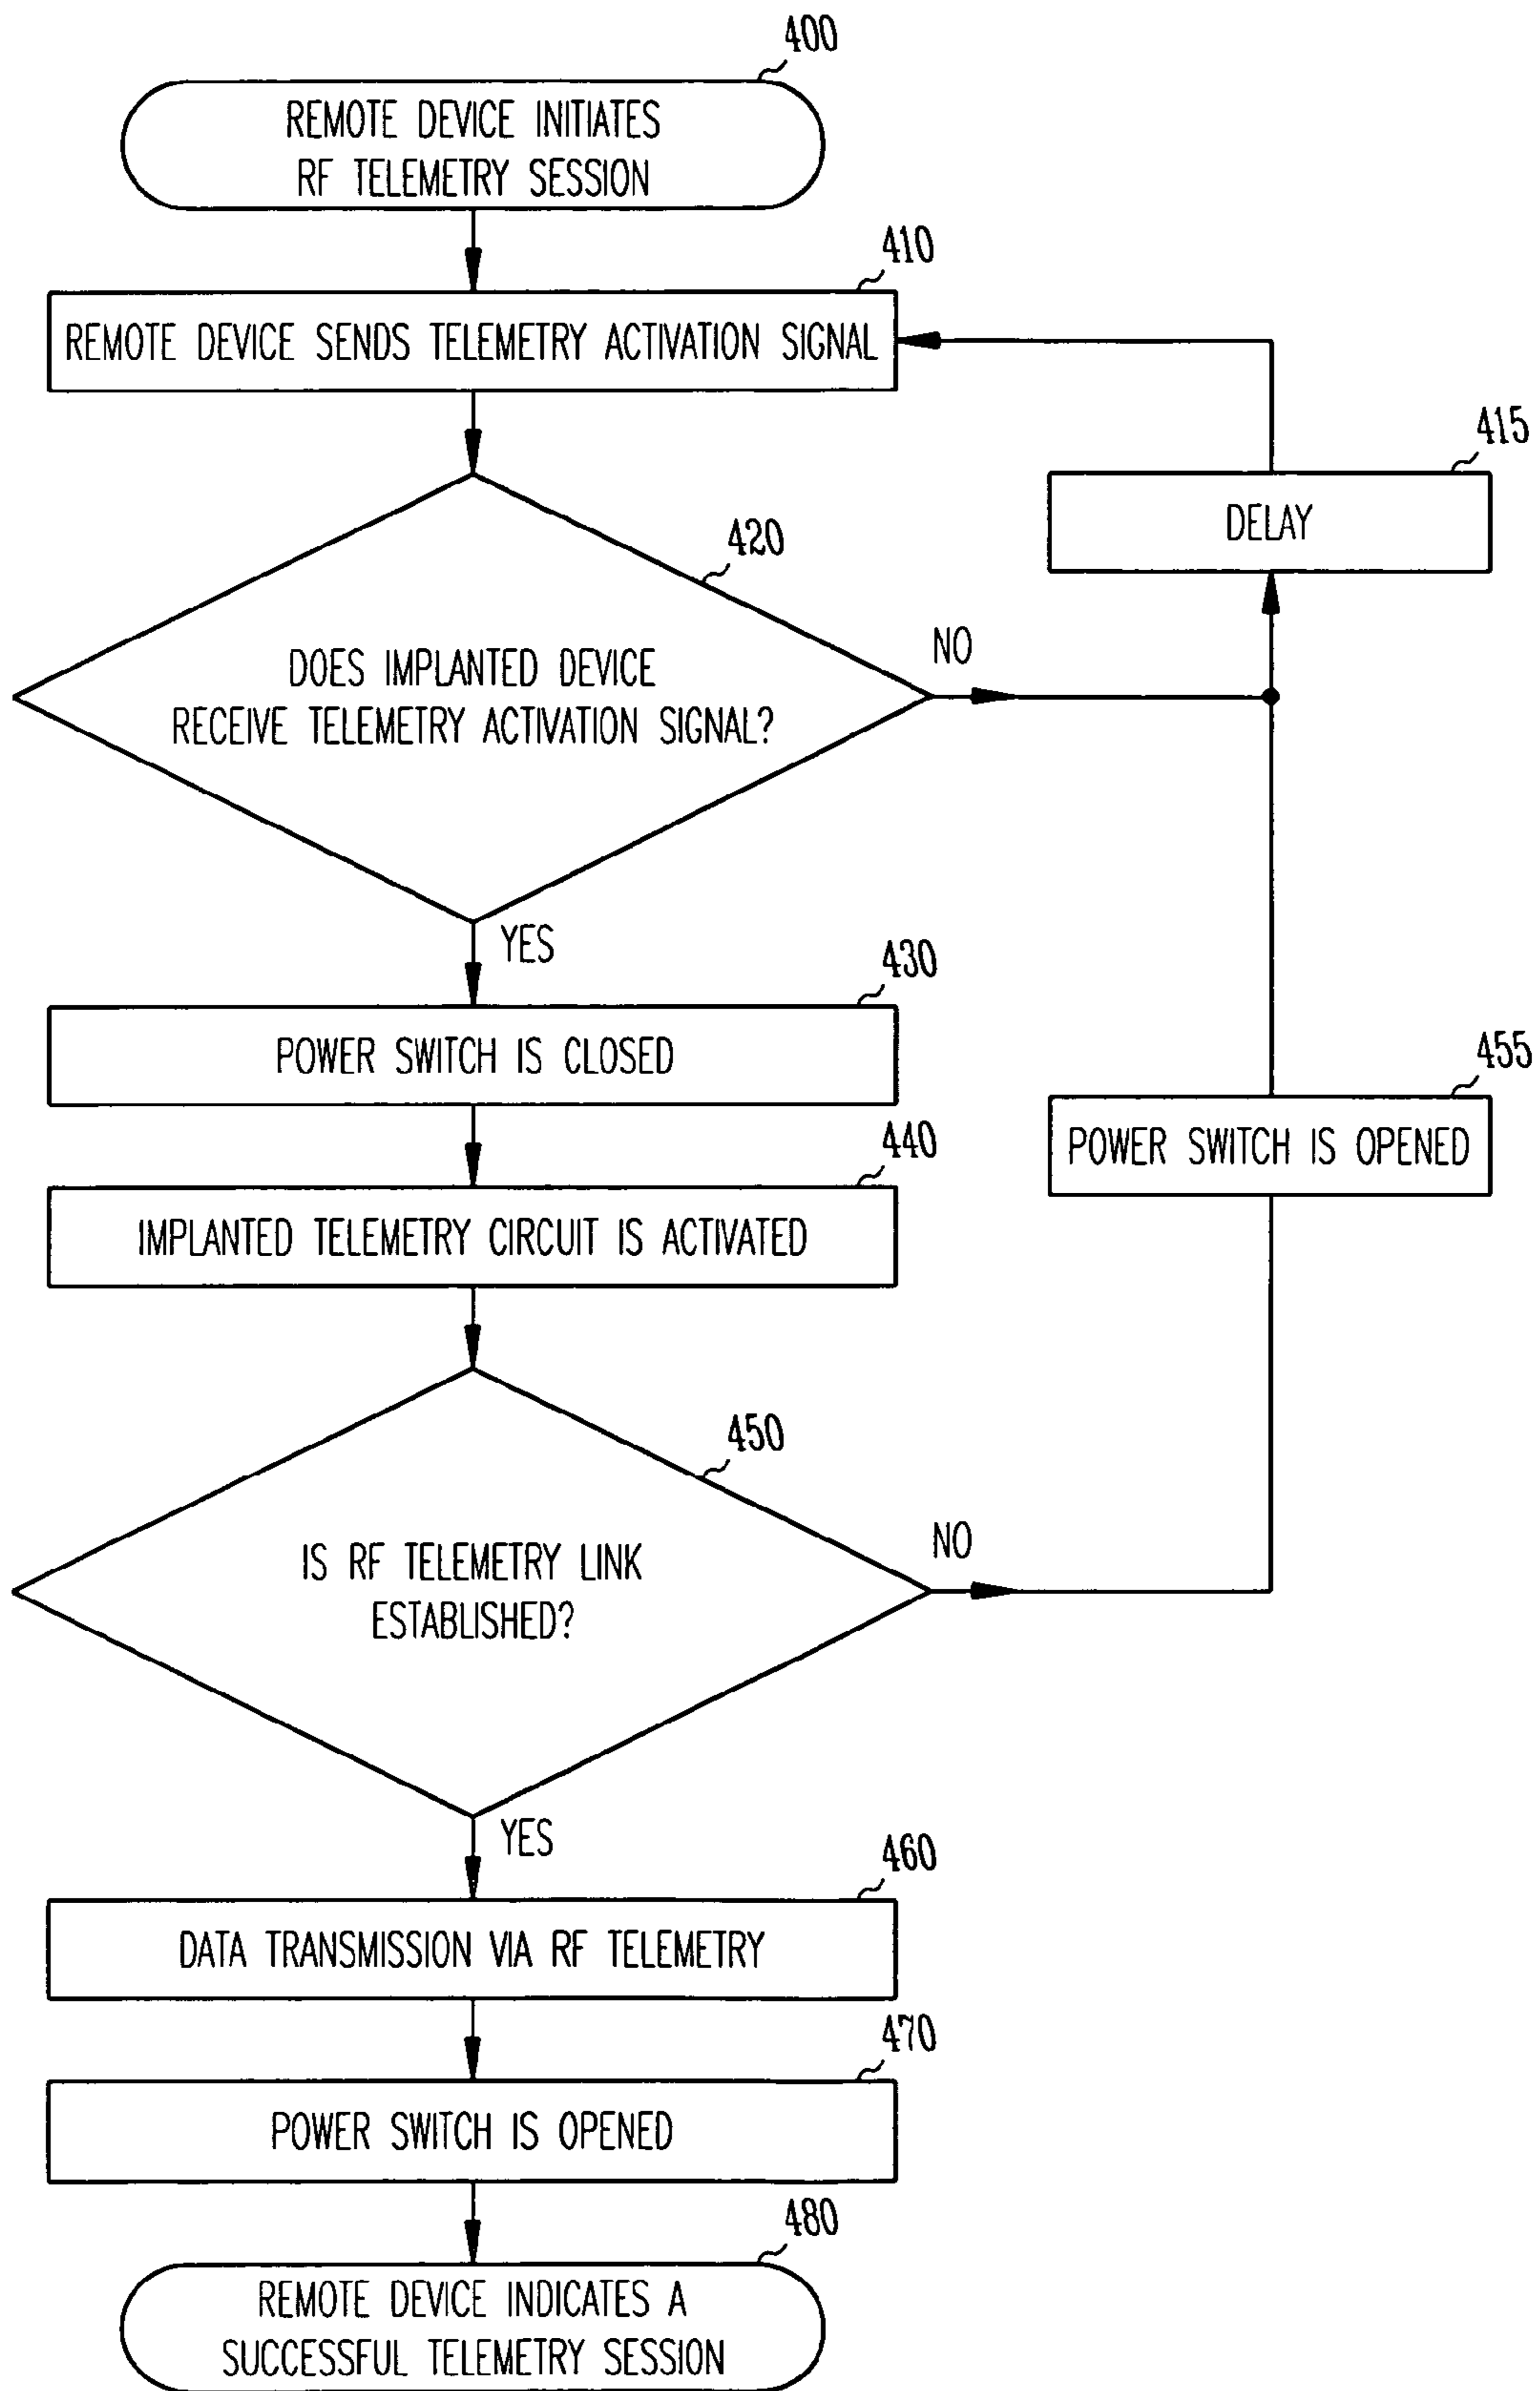 400
REMOTE DEVICE INITIATES
RF TELEMETRY SESSION
410
REMOTE DEVICE SENDS TELEMETRY ACTIVATION SIGNAL
415
DELAY
420
DOES IMPLANTED DEVICE
RECEIVE TELEMETRY ACTIVATION SIGNAL?
NO
YES
430
POWER SWITCH IS CLOSED
455
POWER SWITCH IS OPENED
440
IMPLANTED TELEMETRY CIRCUIT IS ACTIVATED
450
IS RF TELEMETRY LINK
ESTABLISHED?
NO
YES
460
DATA TRANSMISSION VIA RF TELEMETRY
470
POWER SWITCH IS OPENED
480
REMOTE DEVICE INDICATES A
SUCCESSFUL TELEMETRY SESSION